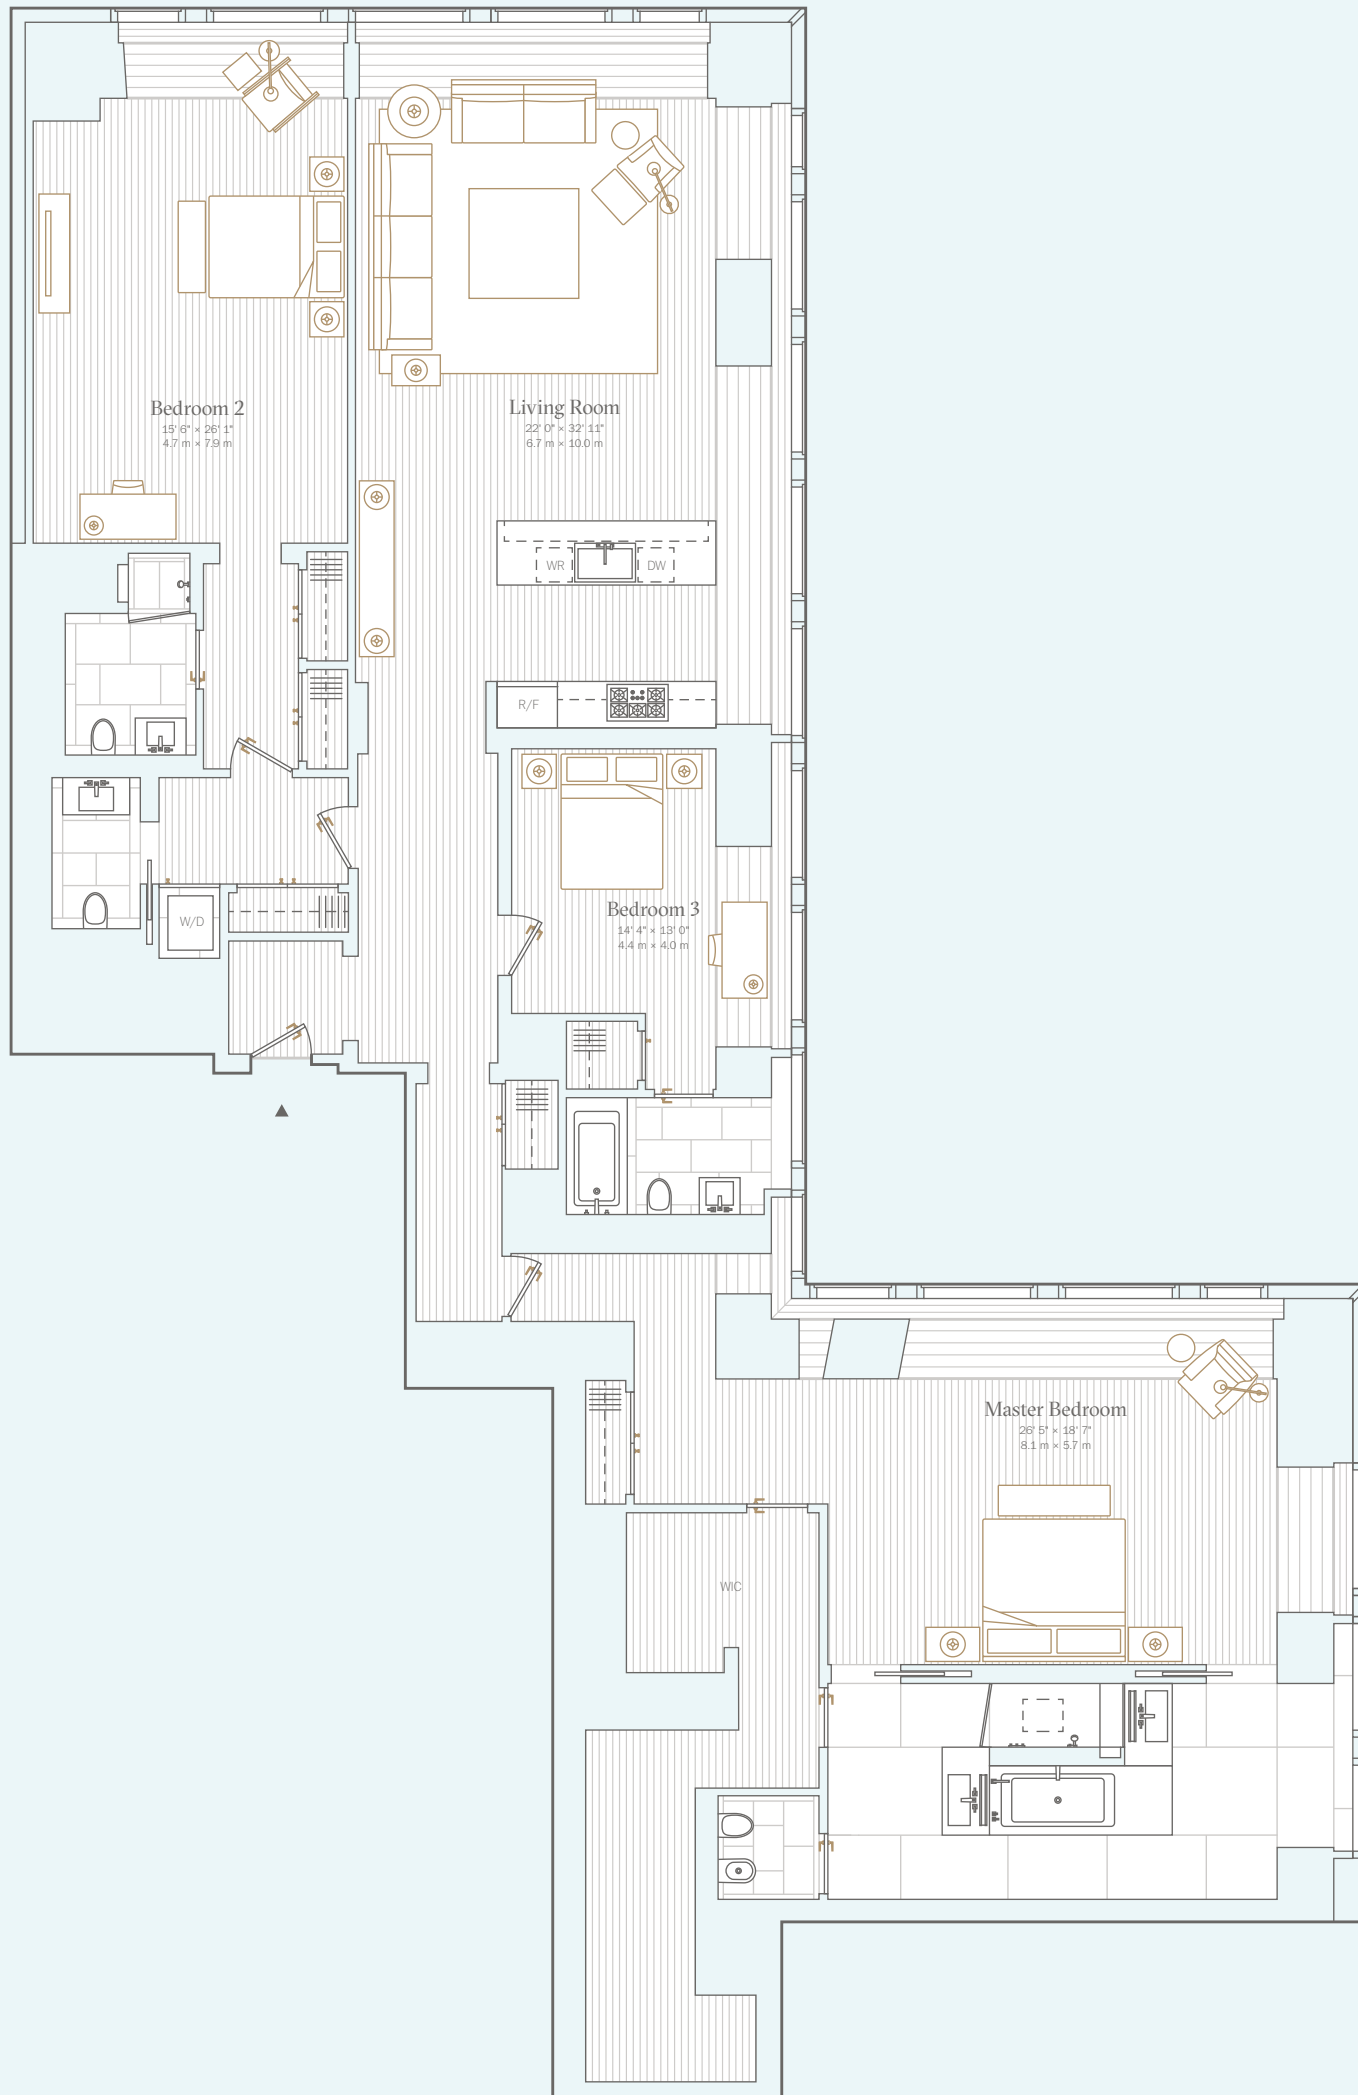 Bedroom 2
15' 6" × 26' 1"
4.7 m × 7.9 m
Living Room
22' 0" × 32' 11"
6.7 m × 10.0 m
WR
DW
R/F
W/D
Bedroom 3
14' 4" × 13' 0"
4.4 m × 4.0 m
Master Bedroom
26' 5" × 18' 7"
8.1 m × 5.7 m
WIC